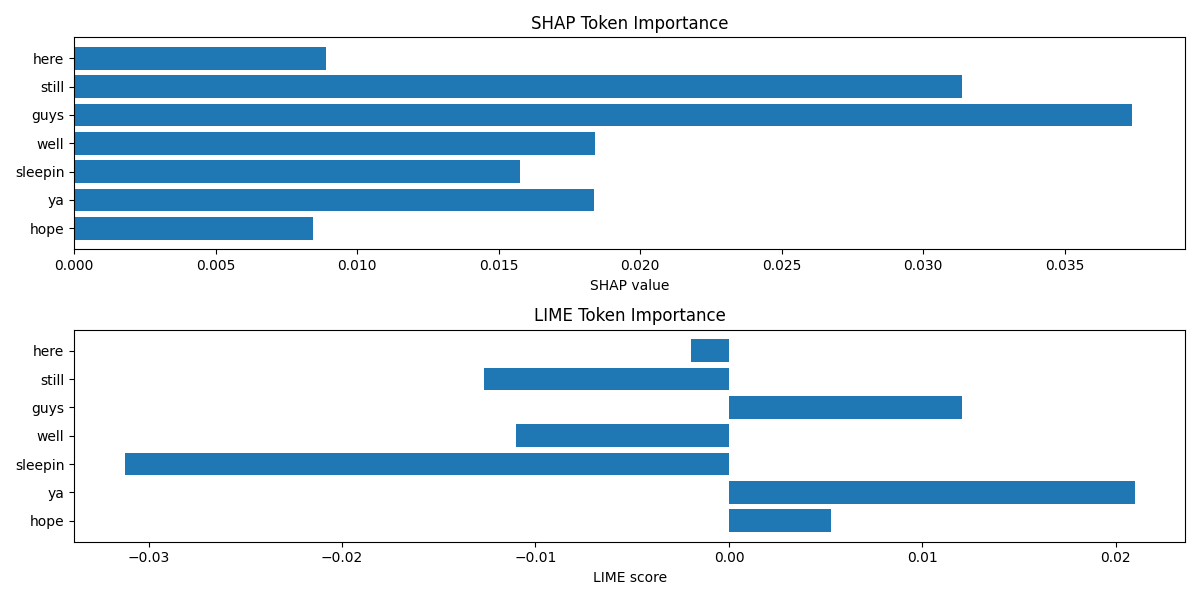 SHAP Token Importance
here
still
guys
well
sleepin
ya
hope
0.000 0.005 0.010 0.015 0.020 0.025 0.030 0.035
SHAP value
LIME Token Importance
here
still
guys
well
sleepin
ya
hope
−0.03 −0.02 −0.01 0.00 0.01 0.02
LIME score